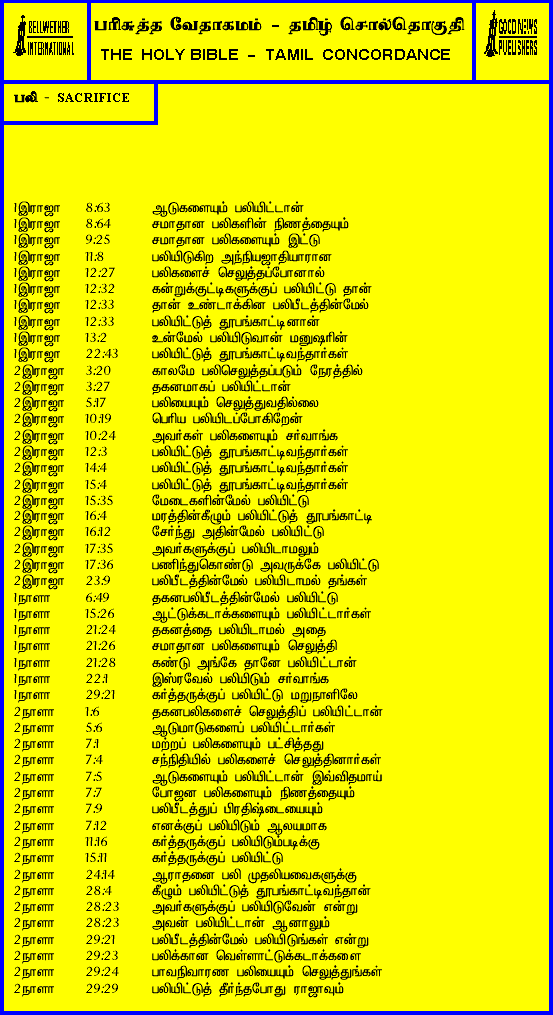 BELLWETHER
INTERNATIONAL
பரிசுத்த வேதாகமம் - தமிழ் சொல்தொகுதி
THE HOLY BIBLE - TAMIL CONCORDANCE
GOOD NEWS
PUBLISHERS
பலி - SACRIFICE
1இராஜா 8:63 ஆடுகளையும் பலியிட்டான்
1இராஜா 8:64 சமாதான பலிகளின் நிணத்தையும்
1இராஜா 9:25 சமாதான பலிகளையும் இட்டு
1இராஜா 11:8 பலியிடுகிற அந்நியஜாதியாரான
1இராஜா 12:27 பலிகளைச் செலுத்தப்போனால்
1இராஜா 12:32 கன்றுக்குட்டிகளுக்குப் பலியிட்டு தான்
1இராஜா 12:33 தான் உண்டாக்கின பலிபீடத்தின்மேல்
1இராஜா 12:33 பலியிட்டுத் தூபங்காட்டினான்
1இராஜா 13:2 உன்மேல் பலியிடுவான் மனுஷரின்
1இராஜா 22:43 பலியிட்டுத் தூபங்காட்டிவந்தார்கள்
2இராஜா 3:20 காலமே பலிசெலுத்தப்படும் நேரத்தில்
2இராஜா 3:27 தகனமாகப் பலியிட்டான்
2இராஜா 5:17 பலியையும் செலுத்துவதில்லை
2இராஜா 10:19 பெரிய பலியிடப்போகிறேன்
2இராஜா 10:24 அவர்கள் பலிகளையும் சர்வாங்க
2இராஜா 12:3 பலியிட்டுத் தூபங்காட்டிவந்தார்கள்
2இராஜா 14:4 பலியிட்டுத் தூபங்காட்டிவந்தார்கள்
2இராஜா 15:4 பலியிட்டுத் தூபங்காட்டிவந்தார்கள்
2இராஜா 15:35 மேடைகளின்மேல் பலியிட்டு
2இராஜா 16:4 மரத்தின்கீழும் பலியிட்டுத் தூபங்காட்டி
2இராஜா 16:12 சேர்ந்து அதின்மேல் பலியிட்டு
2இராஜா 17:35 அவர்களுக்குப் பலியிடாமலும்
2இராஜா 17:36 பணிந்துகொண்டு அவருக்கே பலியிட்டு
2இராஜா 23:9 பலிபீடத்தின்மேல் பலியிடாமல் தங்கள்
1நாளா 6:49 தகனபலிபீடத்தின்மேல் பலியிட்டு
1நாளா 15:26 ஆட்டுக்கடாக்களையும் பலியிட்டார்கள்
1நாளா 21:24 தகனத்தை பலியிடாமல் அதை
1நாளா 21:26 சமாதான பலிகளையும் செலுத்தி
1நாளா 21:28 கண்டு அங்கே தானே பலியிட்டான்
1நாளா 22:1 இஸ்ரவேல் பலியிடும் சர்வாங்க
1நாளா 29:21 கர்த்தருக்குப் பலியிட்டு மறுநாளிலே
2நாளா 1:6 தகனபலிகளைச் செலுத்திப் பலியிட்டான்
2நாளா 5:6 ஆடுமாடுகளைப் பலியிட்டார்கள்
2நாளா 7:1 மற்றப் பலிகளையும் பட்சித்தது
2நாளா 7:4 சந்நிதியில் பலிகளைச் செலுத்தினார்கள்
2நாளா 7:5 ஆடுகளையும் பலியிட்டான் இவ்விதமாய்
2நாளா 7:7 போஜன பலிகளையும் நிணத்தையும்
2நாளா 7:9 பலிபீடத்துப் பிரதிஷ்டையையும்
2நாளா 7:12 எனக்குப் பலியிடும் ஆலயமாக
2நாளா 11:16 கர்த்தருக்குப் பலியிடும்படிக்கு
2நாளா 15:11 கர்த்தருக்குப் பலியிட்டு
2நாளா 24:14 ஆராதனை பலி முதலியவைகளுக்கு
2நாளா 28:4 கீழும் பலியிட்டுத் தூபங்காட்டிவந்தான்
2நாளா 28:23 அவர்களுக்குப் பலியிடுவேன் என்று
2நாளா 28:23 அவன் பலியிட்டான் ஆனாலும்
2நாளா 29:21 பலிபீடத்தின்மேல் பலியிடுங்கள் என்று
2நாளா 29:23 பலிக்கான வெள்ளாட்டுக்கடாக்களை
2நாளா 29:24 பாவநிவாரண பலியையும் செலுத்துங்கள்
2நாளா 29:29 பலியிட்டுத் தீர்ந்தபோது ராஜாவும்